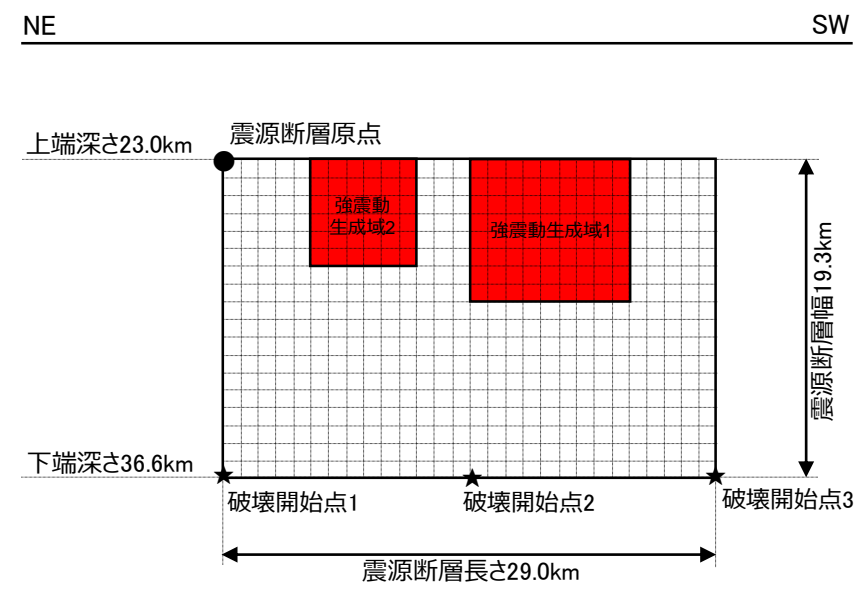 NE
SW
震源断層原点
上端深さ23.0km
強震動
生成域2
強震動生成域1
震源断層幅19.3km
下端深さ36.6km
破壊開始点1
破壊開始点2
破壊開始点3
震源断層長さ29.0km